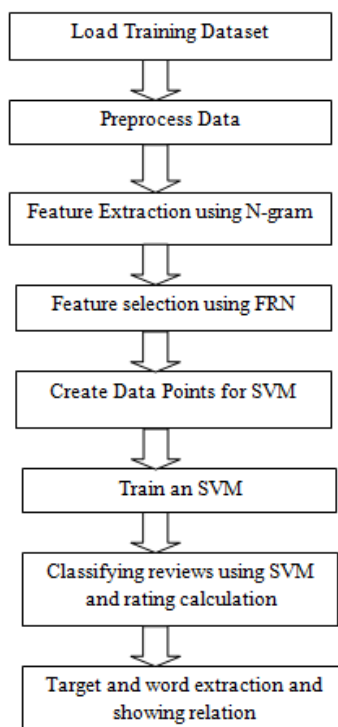 Load Training Dataset
Preprocess Data
Feature Extraction using N-gram
Feature selection using FRN
Create Data Points for SVM
Train an SVM
Classifying reviews using SVM
and rating calculation
Target and word extraction and
showing relation